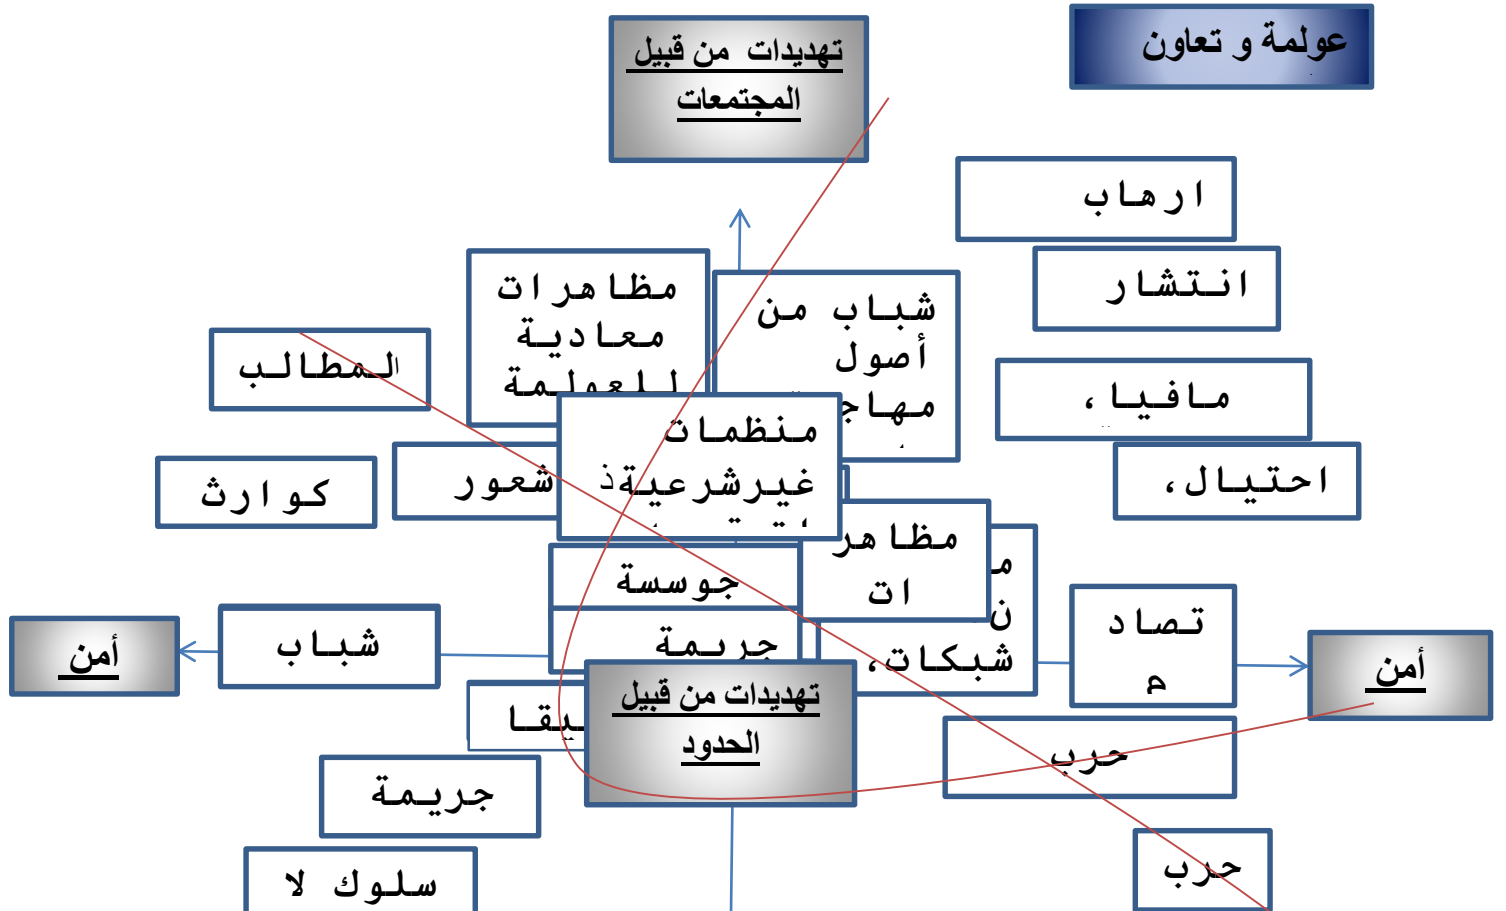 عولمة و تعاون
تهديدات من قبيل
المجتمعات
ارهاب
انتشار
مظاهرات
معادية
للعولمة
شباب من
أصول
المطالب
مافيا،
احتيال،
منظمات
غيرشرعية
شعور
كوارث
مظاهر
ات
جوسسة
شبكات،
تصاد
م
جريمة
شباب
أمن
أمن
تهديدات من قبيل
الحدود
حرب
جريمة
حرب
سلوك لا